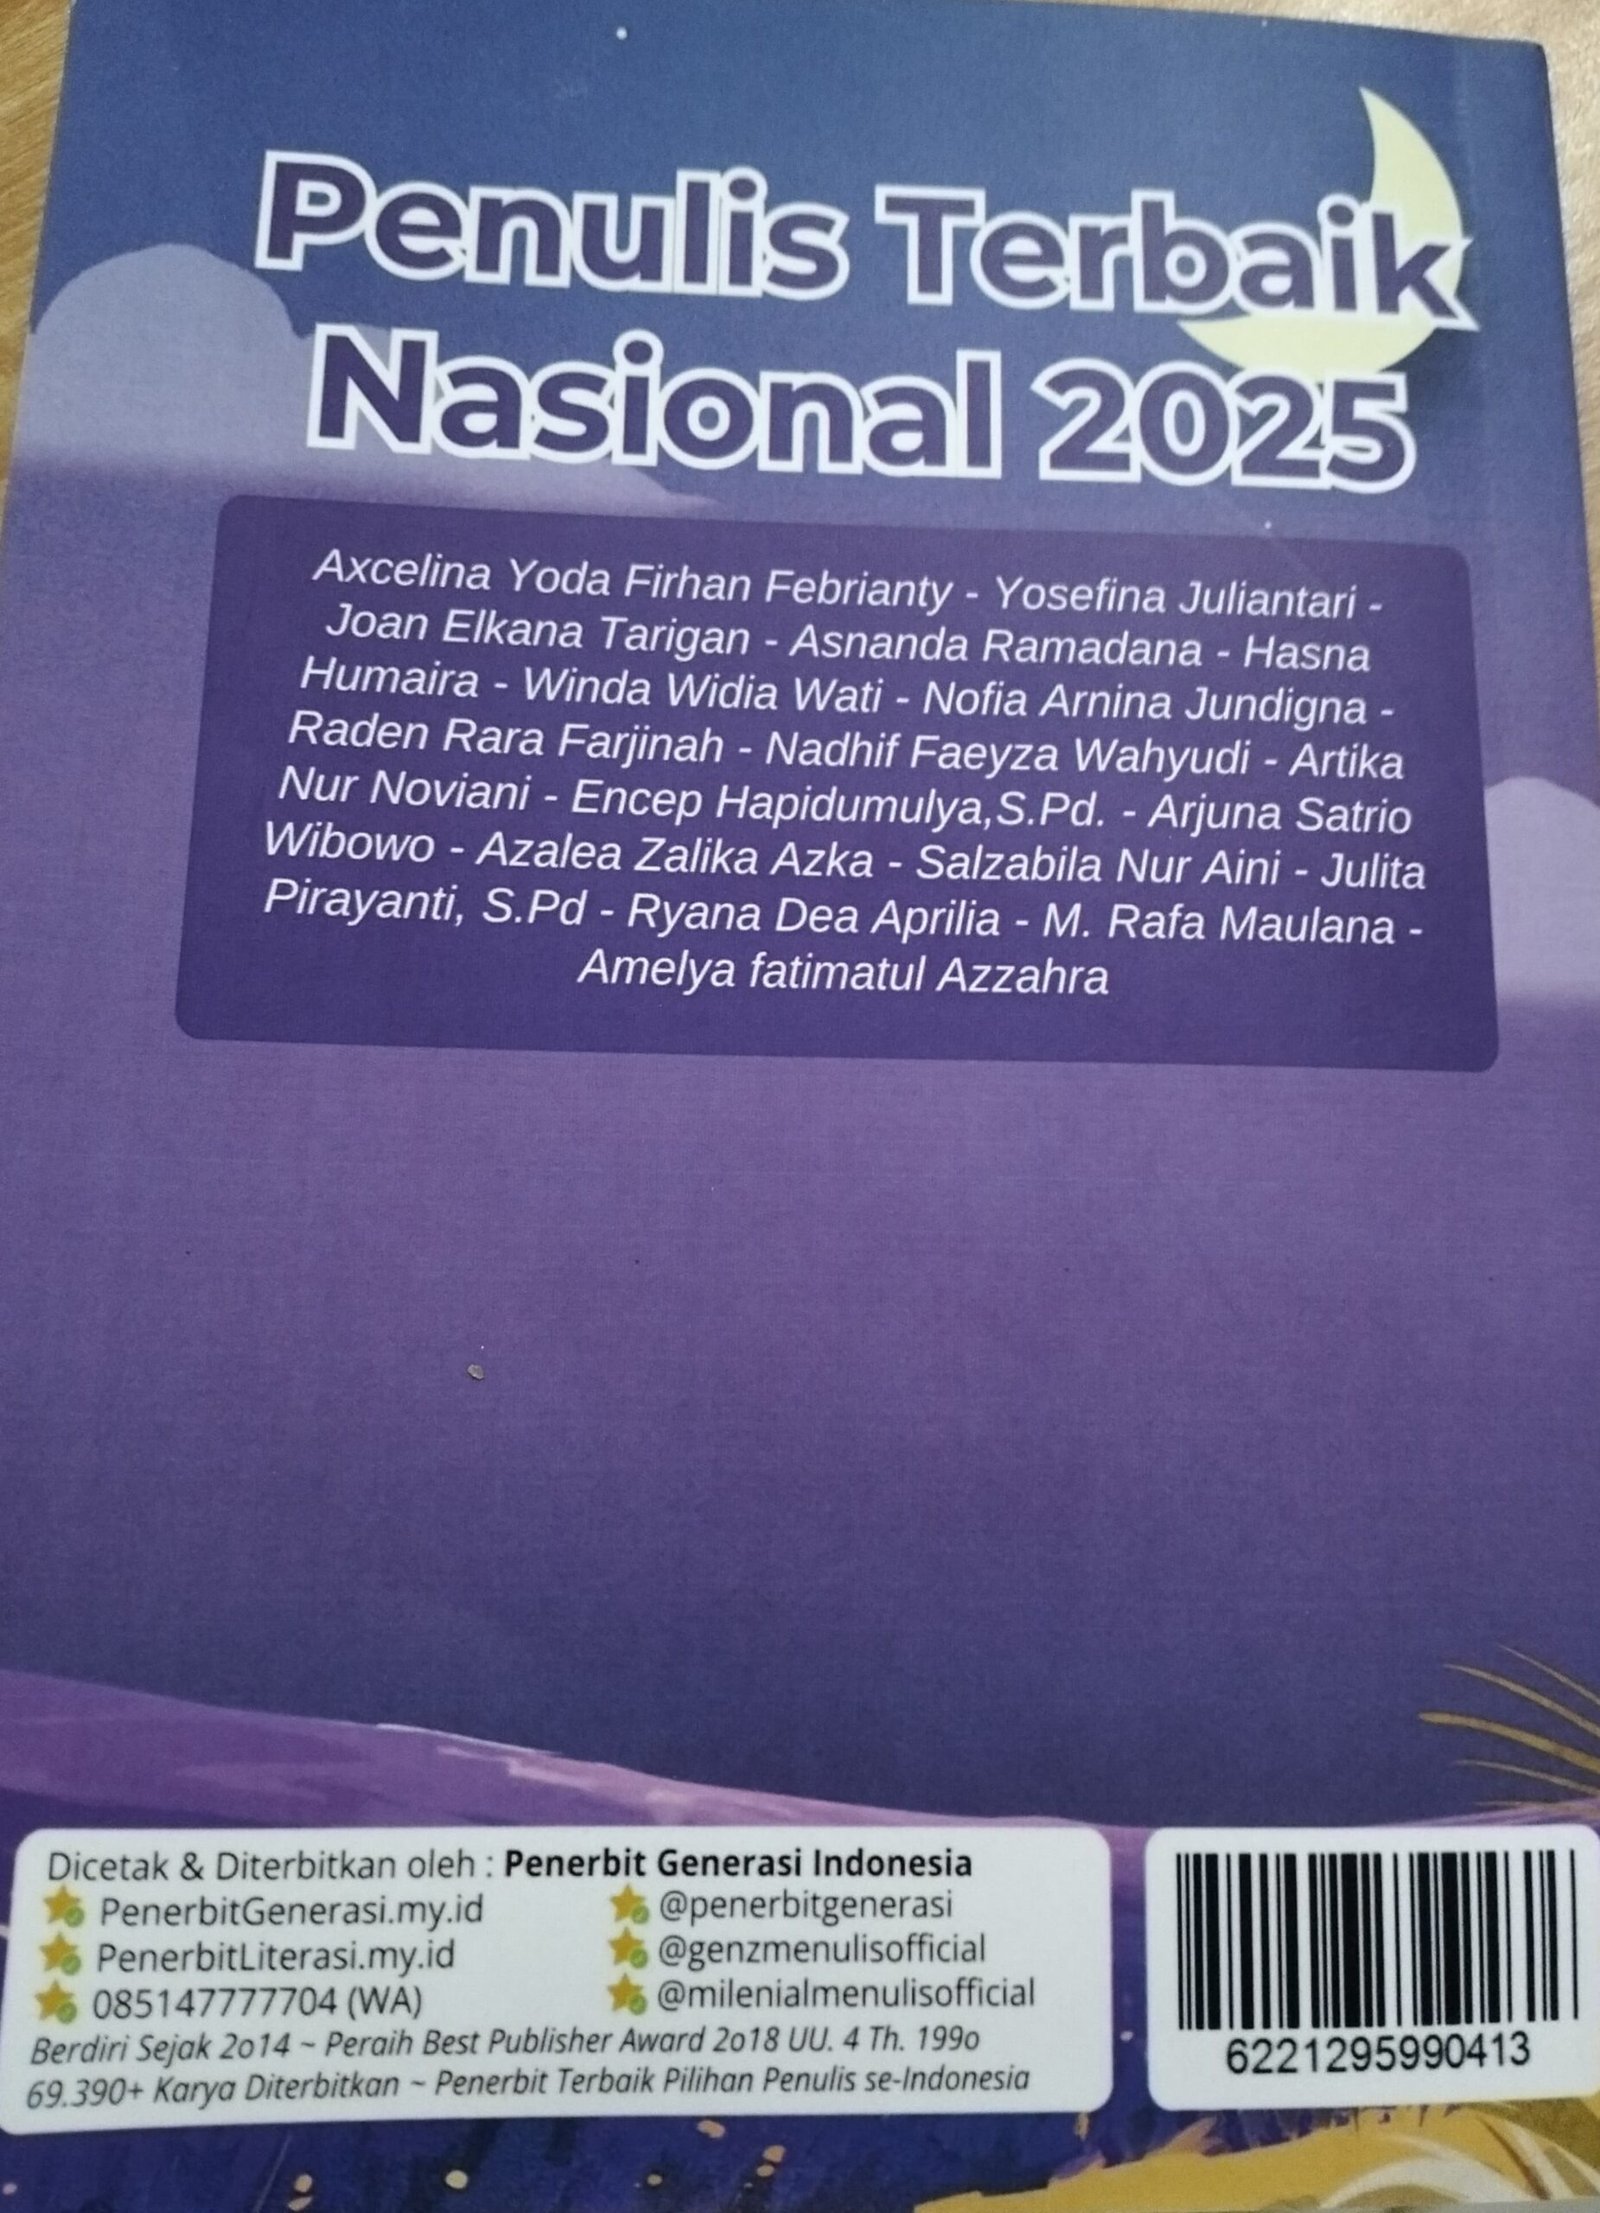 Penulis Terbaik
Nasional 2025
Axcelina Yoda Firhan Febrianty - Yosefina Juliantari -
Joan Elkana Tarigan - Asnanda Ramadana - Hasna
Humaira - Winda Widia Wati - Nofia Arnina Jundigna -
Raden Rara Farjinah - Nadhif Faeyza Wahyudi - Artika
Nur Noviani - Encep Hapidumulya,S.Pd. - Arjuna Satrio
Wibowo - Azalea Zalika Azka - Salzabila Nur Aini - Julita
Pirayanti, S.Pd - Ryana Dea Aprilia - M. Rafa Maulana -
Amelya fatimatul Azzahra
Dicetak & Diterbitkan oleh : Penerbit Generasi Indonesia
PenerbitGenerasi.my.id
PenerbitLiterasi.my.id
085147777704 (WA)
@penerbitgenerasi
@genzmenulisofficial
@milenialmenulisofficial
Berdiri Sejak 2o14 ~ Peraih Best Publisher Award 2o18 UU. 4 Th. 199o
69.390+ Karya Diterbitkan ~ Penerbit Terbaik Pilihan Penulis se-Indonesia
6221295990413